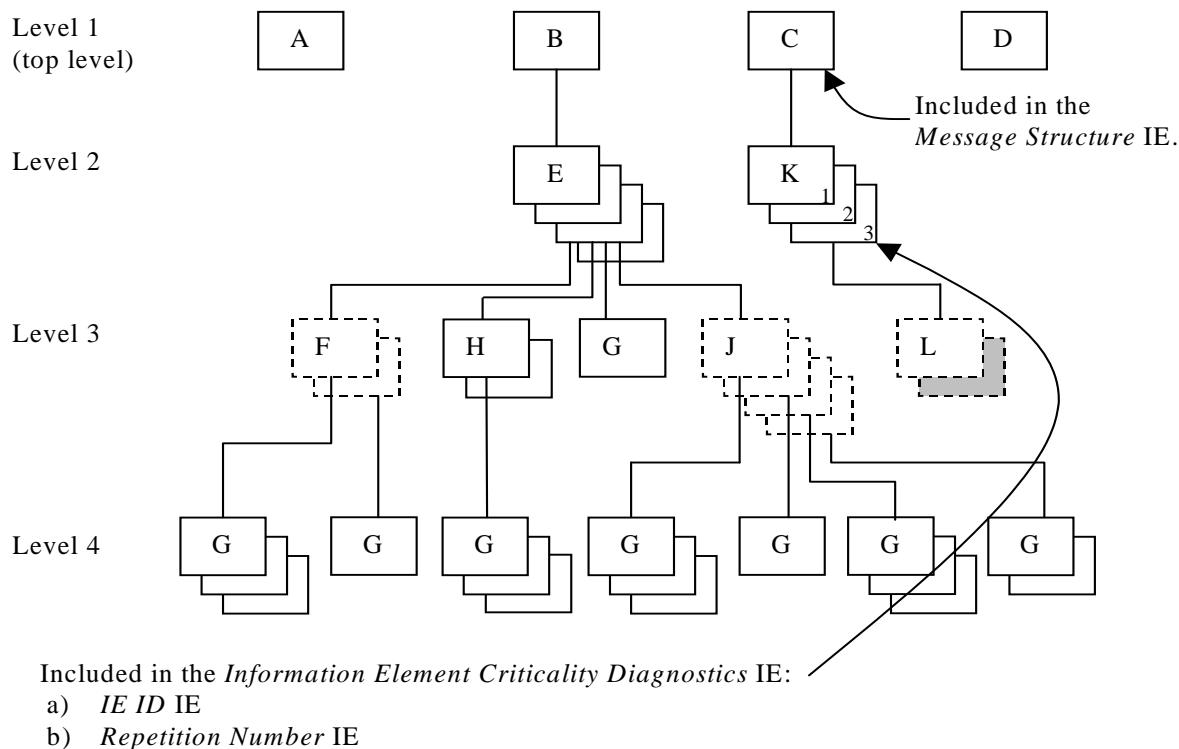 Level 1
(top level)
A
B
C
D
Included in the
Message Structure IE.
Level 2
E
K
1
2
3
Level 3
F
H
G
J
L
Level 4
G
G
G
G
G
G
G
Included in the Information Element Criticality Diagnostics IE:
a) IE ID IE
b) Repetition Number IE